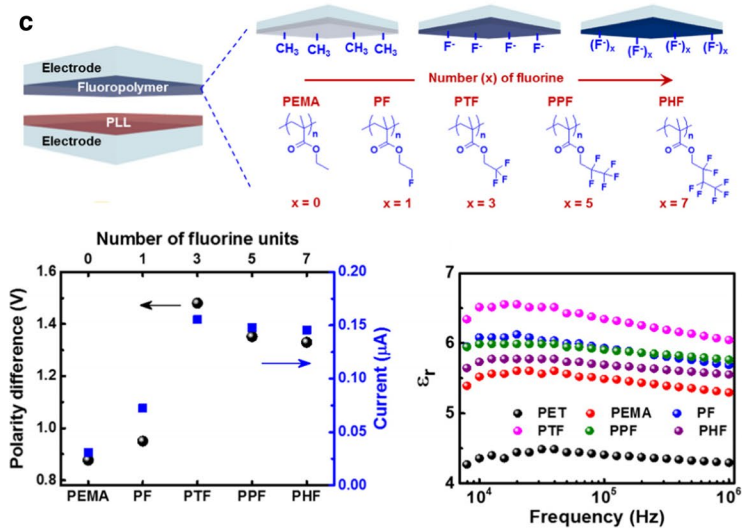 c
Electrode
Fluoropolymer
PLL
Electrode
CH3 CH3 CH3 CH3
F- F- F- F-
(F-)x (F-)x (F-)x (F-)x
Number (x) of fluorine
PEMA PF PTF PPF PHF
n n n n n
O O O O O O O O O O
F F F F F F F F F F F F F F F F
x = 0 x = 1 x = 3 x = 5 x = 7
Number of fluorine units
0 1 3 5 7
Polarity difference (V)
1.6
1.4
1.2
1.0
0.8
0.20
0.15
0.10
0.05
0.00
Current (μA)
PEMA PF PTF PPF PHF
εr
7
6
5
4
PET PEMA PF
PTF PPF PHF
10^4 10^5 10^6
Frequency (Hz)